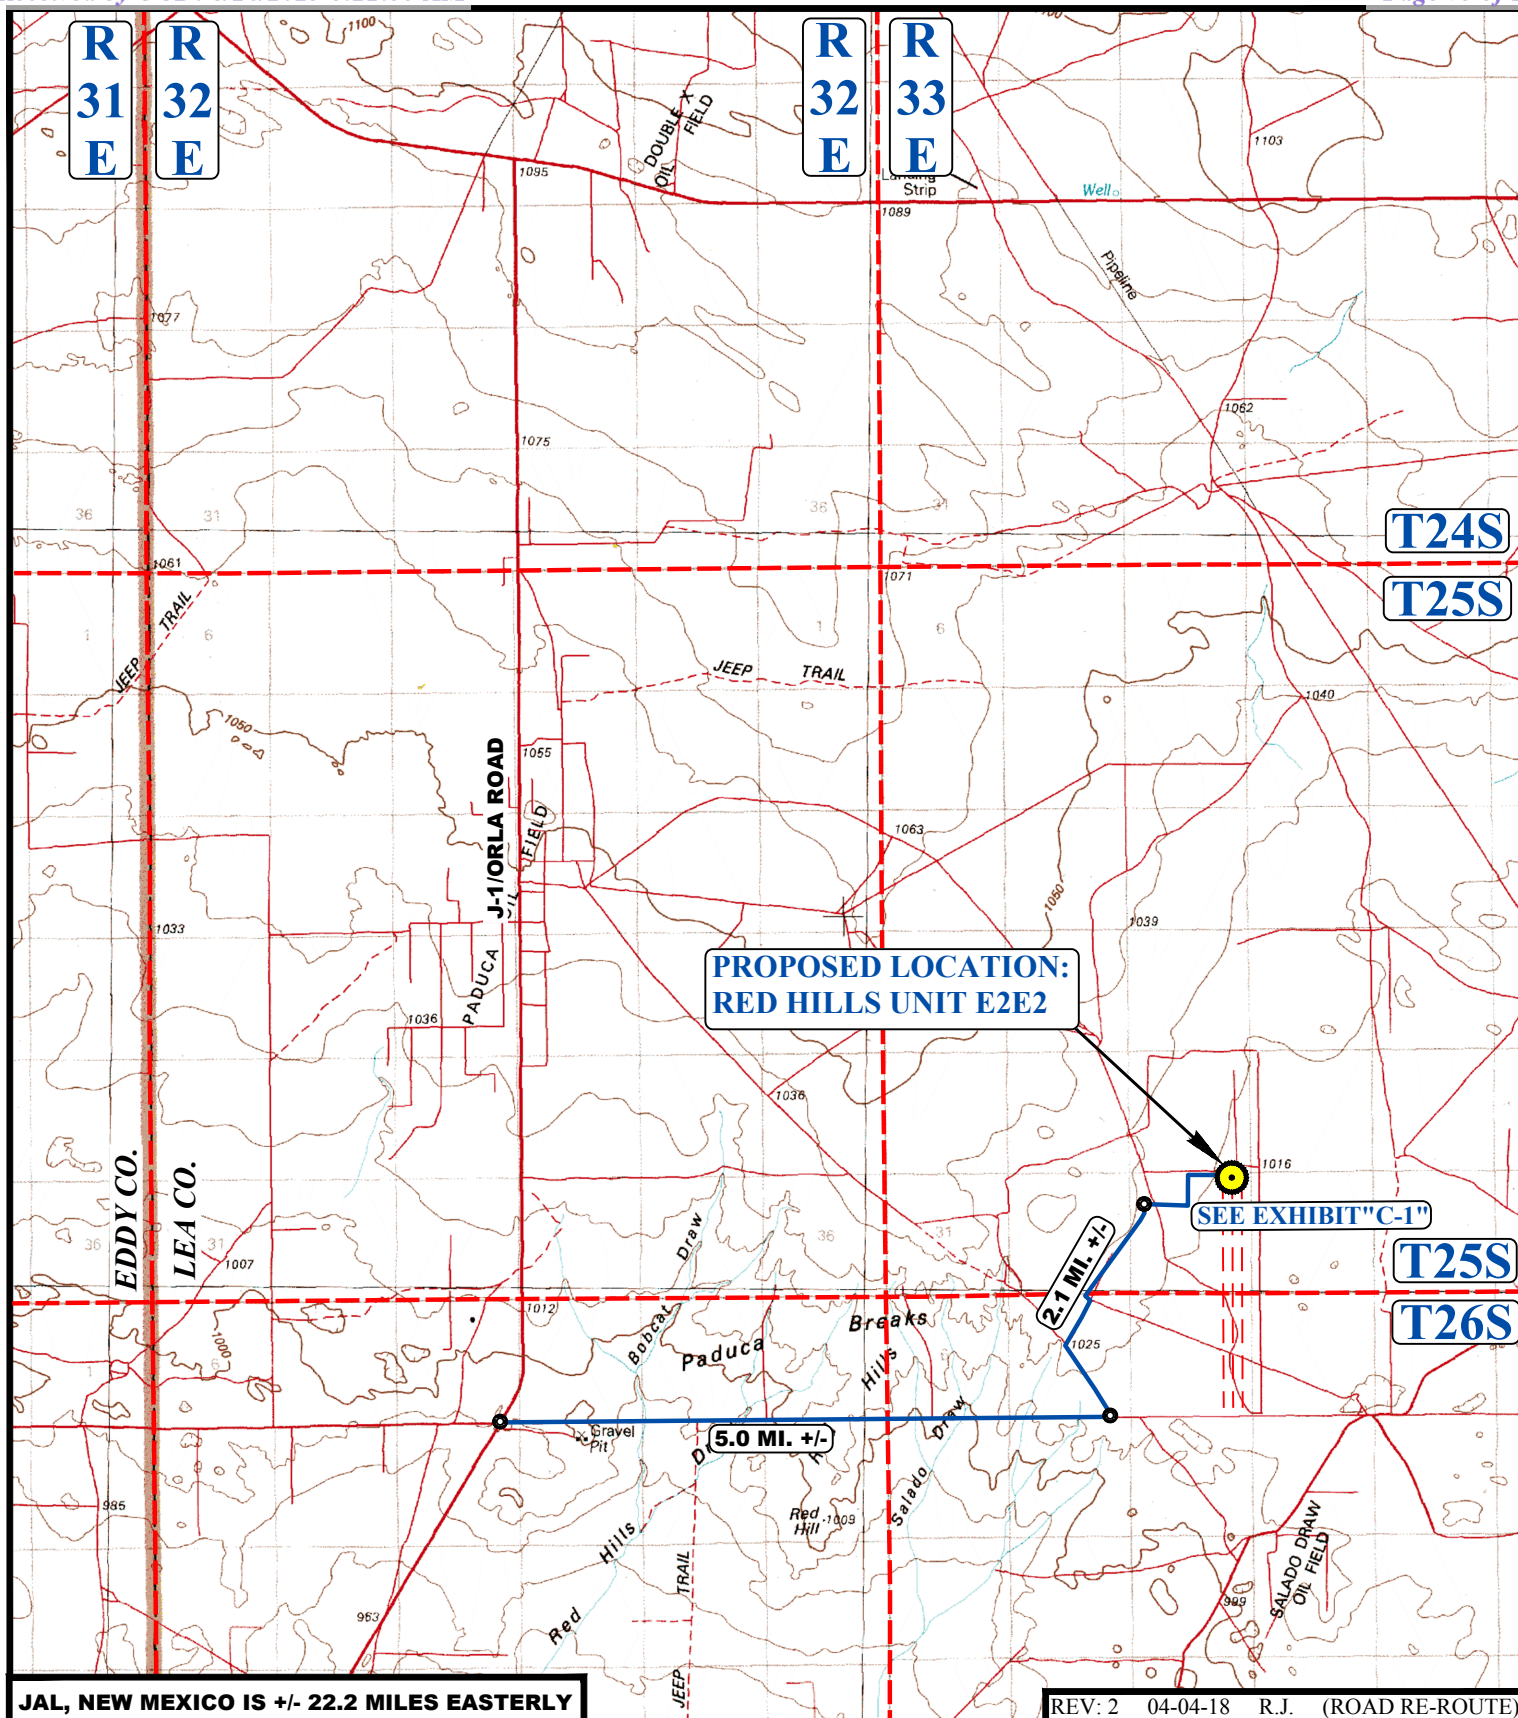 R
31
E
R
32
E
R
32
E
R
33
E
1100
DOUBLE X
OIL FIELD
1095
1103
Landing
Strip
Well
1089
Pipeline
1077
1062
1075
36
31
36
31
T24S
1061
1071
T25S
JEEP TRAIL
1
6
1
6
JEEP TRAIL
1040
1050
1055
J-1/ORLA ROAD
FIELD
1063
1050
1039
1033
PADUCA
1036
PROPOSED LOCATION:
RED HILLS UNIT E2E2
1036
1016
SEE EXHIBIT"C-1"
EDDY CO.
LEA CO.
36
31
36
31
1007
Draw
2.1 MI. +/-
T25S
1012
T26S
Bobcat
Paduca
Breaks
1000
1
6
1025
Hills
Draw
5.0 MI. +/-
Gravel
Pit
985
Red
Hill
1009
Salado
Hills
Red
TRAIL
JEEP
SALADO DRAW
OIL FIELD
999
963
JAL, NEW MEXICO IS +/- 22.2 MILES EASTERLY
REV: 2 04-04-18 R.J. (ROAD RE-ROUTE)